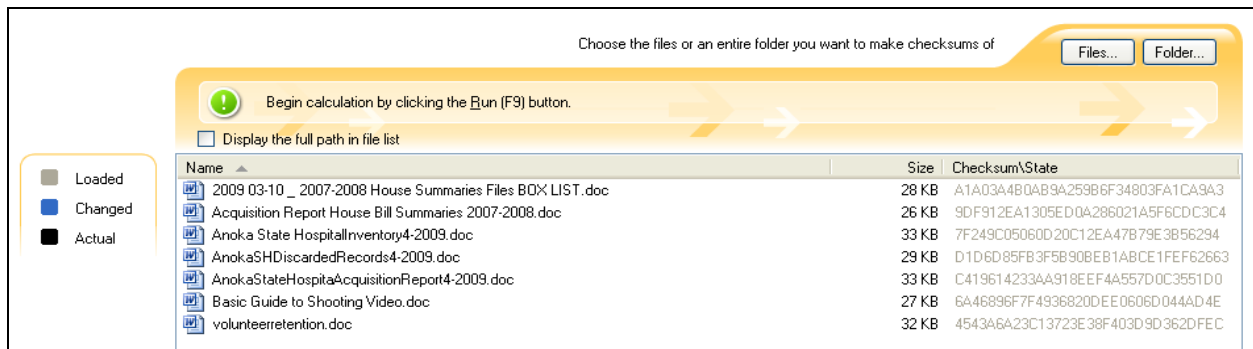 Choose the files or an entire folder you want to make checksums of Files... Folder...
Begin calculation by clicking the Run (F9) button.
Display the full path in file list
Loaded
Changed
Actual
Name Size Checksum\State
2009 03-10 _ 2007-2008 House Summaries Files BOX LIST.doc 28 KB A1A03A4B0AB9A259B6F34803FA1CA9A3
Acquisition Report House Bill Summaries 2007-2008.doc 26 KB 9DF912EA1305ED0A286021A5F6CDC3C4
Anoka State HospitalInventory4-2009.doc 33 KB 7F249C05060D20C12EA47B79E3B56294
AnokaSHDiscardedRecords4-2009.doc 29 KB D1D6D85FB3F5B90BEB1ABCE1FEF62663
AnokaStateHospitaAcquisitionReport4-2009.doc 33 KB C419614233AA918EEF4A557D0C3551D0
Basic Guide to Shooting Video.doc 27 KB 6A46896F7F4936820DEE0606D044AD4E
volunteerretention.doc 32 KB 4543A6A23C13723E38F403D9D362DFEC